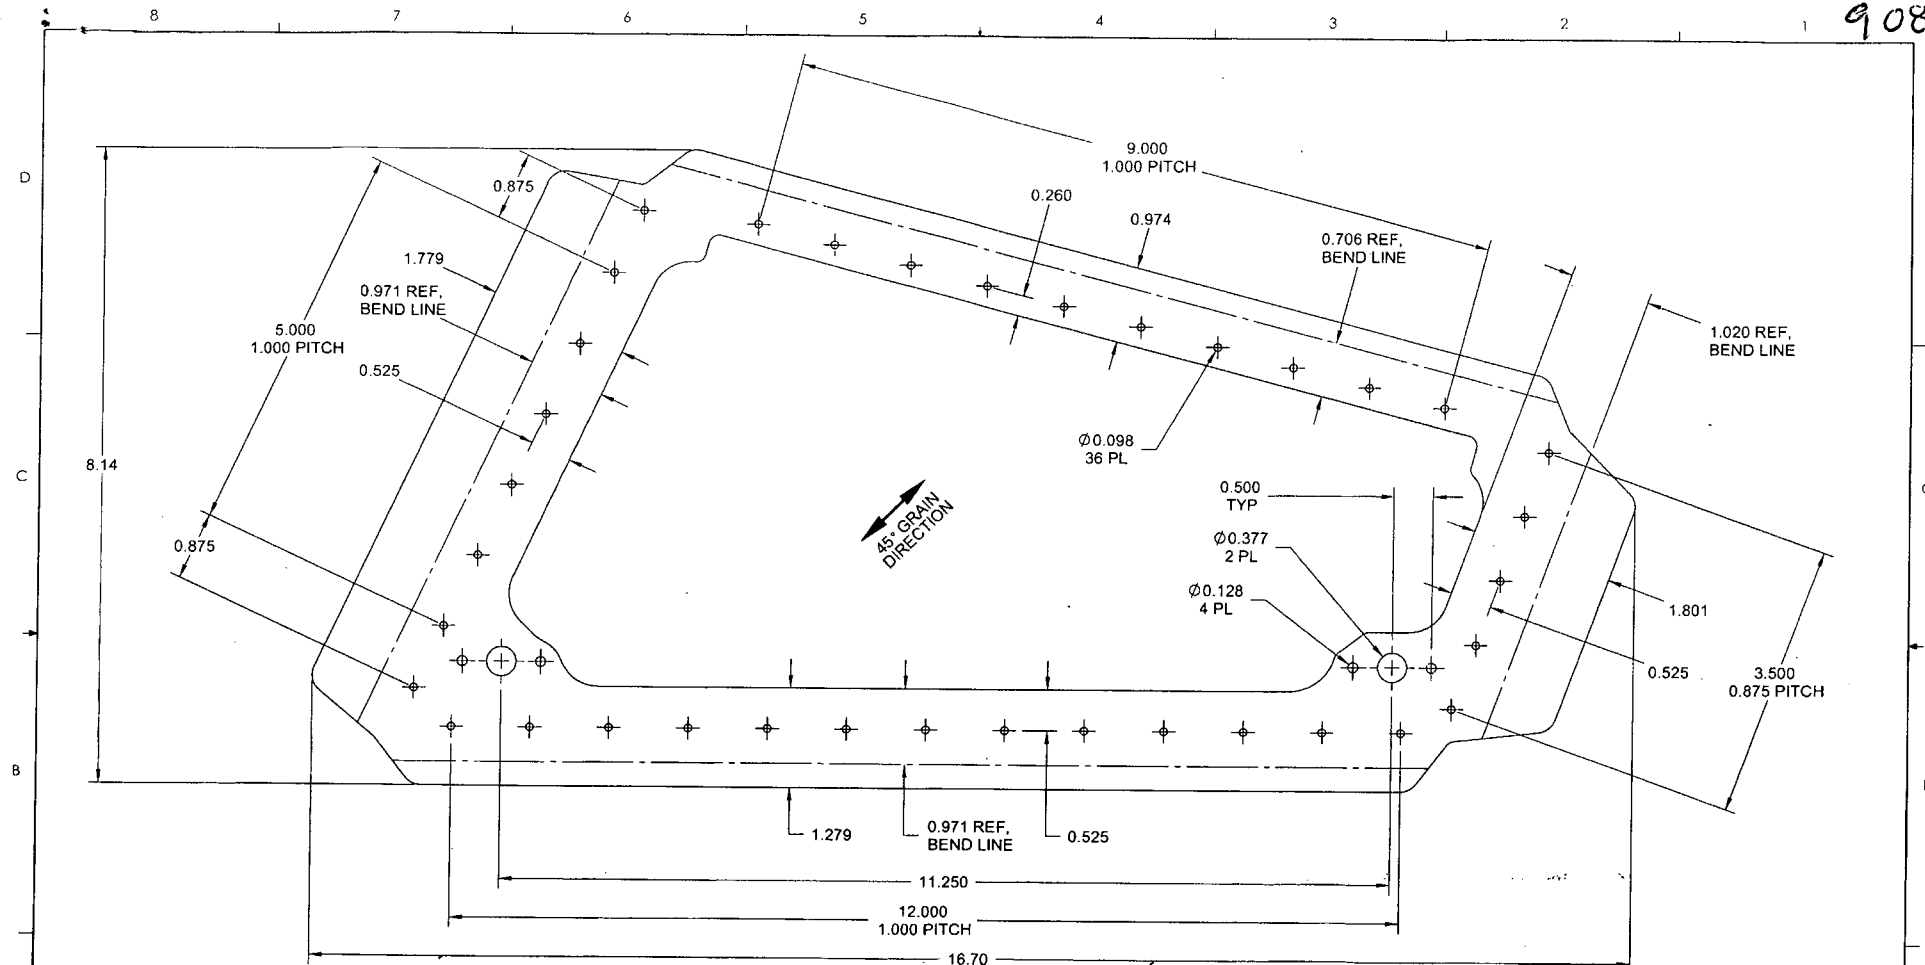 908
8 7 6 5 4 3 2 1
D
C
B
9.000
1.000 PITCH
0.875
0.260
0.974
0.706 REF,
BEND LINE
1.779
0.971 REF,
BEND LINE
1.020 REF,
BEND LINE
5.000
1.000 PITCH
0.525
Ø0.098
36 PL
8.14
0.500
TYP
45° GRAIN
DIRECTION
Ø0.377
2 PL
0.875
Ø0.128
4 PL
1.801
0.525
3.500
0.875 PITCH
1.279
0.971 REF,
BEND LINE
0.525
11.250
12.000
1.000 PITCH
16.70